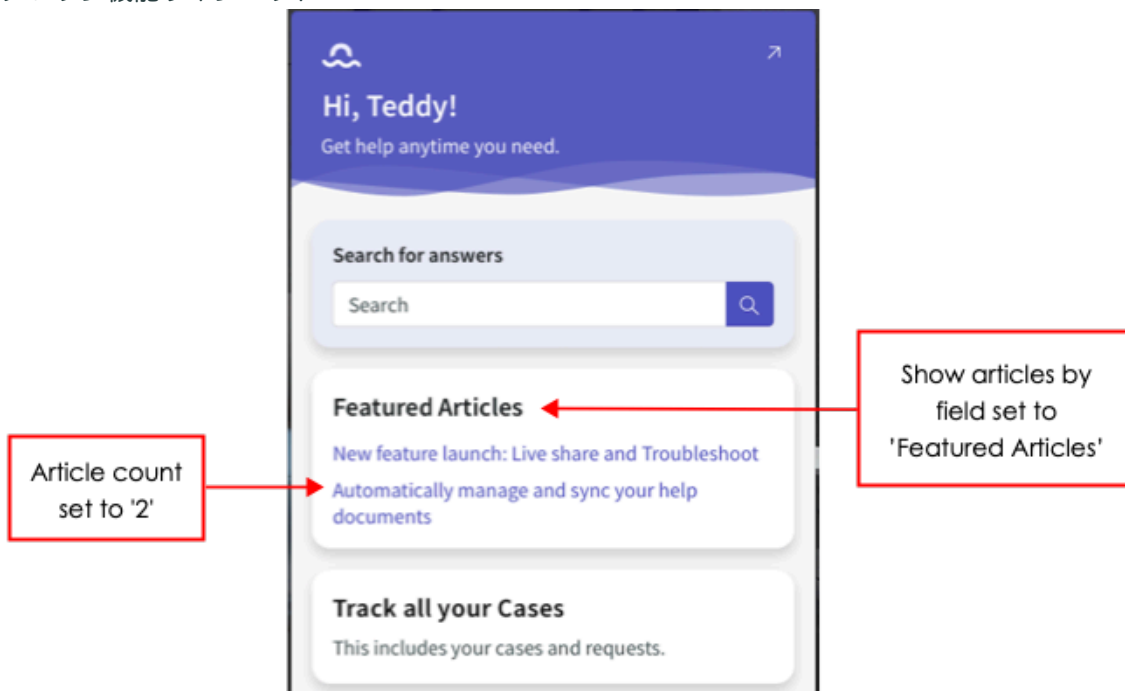 Hi, Teddy!
Get help anytime you need.
Search for answers
Search
Featured Articles
New feature launch: Live share and Troubleshoot
Automatically manage and sync your help
documents
Track all your Cases
This includes your cases and requests.
Article count
set to '2'
Show articles by
field set to
'Featured Articles'